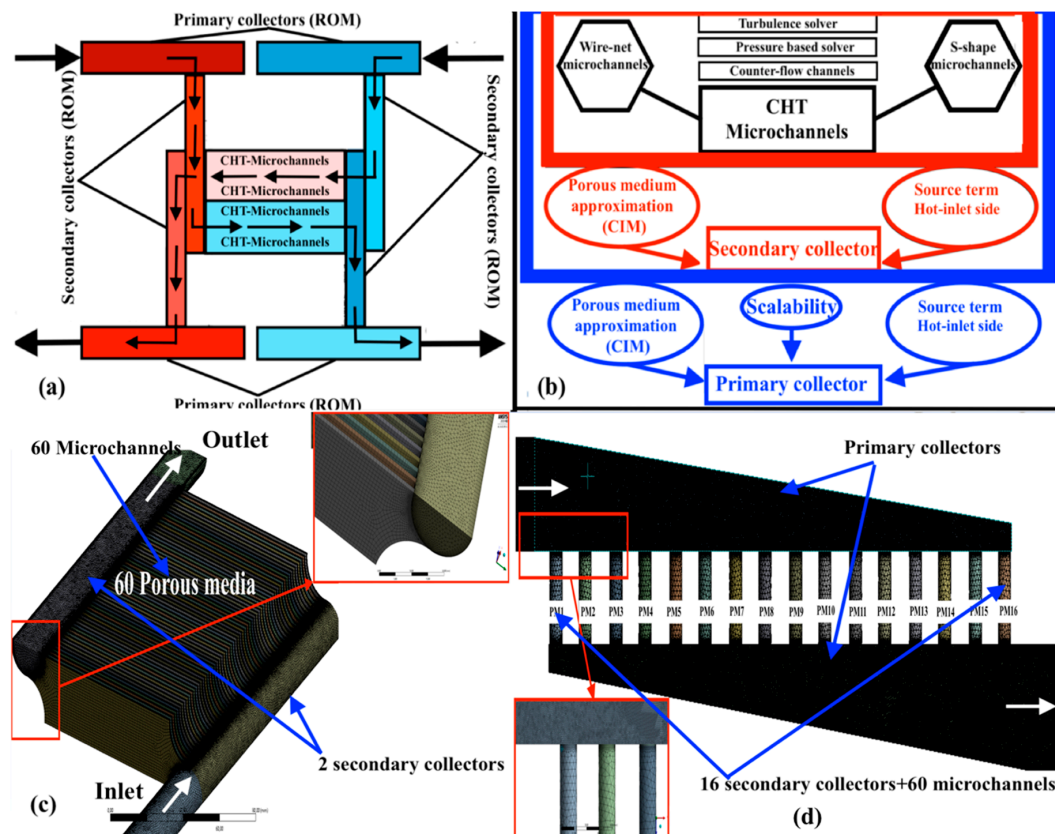 Primary collectors (ROM)
Secondary collectors (ROM)
Secondary collectors (ROM)
CHT-Microchannels
CHT-Microchannels
CHT-Microchannels
CHT-Microchannels
(a)
Primary collectors (ROM)
Turbulence solver
Pressure based solver
Counter-flow channels
Wire-net
microchannels
S-shape
microchannels
CHT
Microchannels
Porous medium
approximation
(CIM)
Source term
Hot-inlet side
Secondary collector
Porous medium
approximation
(CIM)
Scalability
Source term
Hot-inlet side
(b)
Primary collector
60 Microchannels
Outlet
60 Porous media
2 secondary collectors
Inlet
(c)
Primary collectors
PM1 PM2 PM3 PM4 PM5 PM6 PM7 PM8 PM9 PM10 PM11 PM12 PM13 PM14 PM15 PM16
16 secondary collectors+60 microchannels
(d)